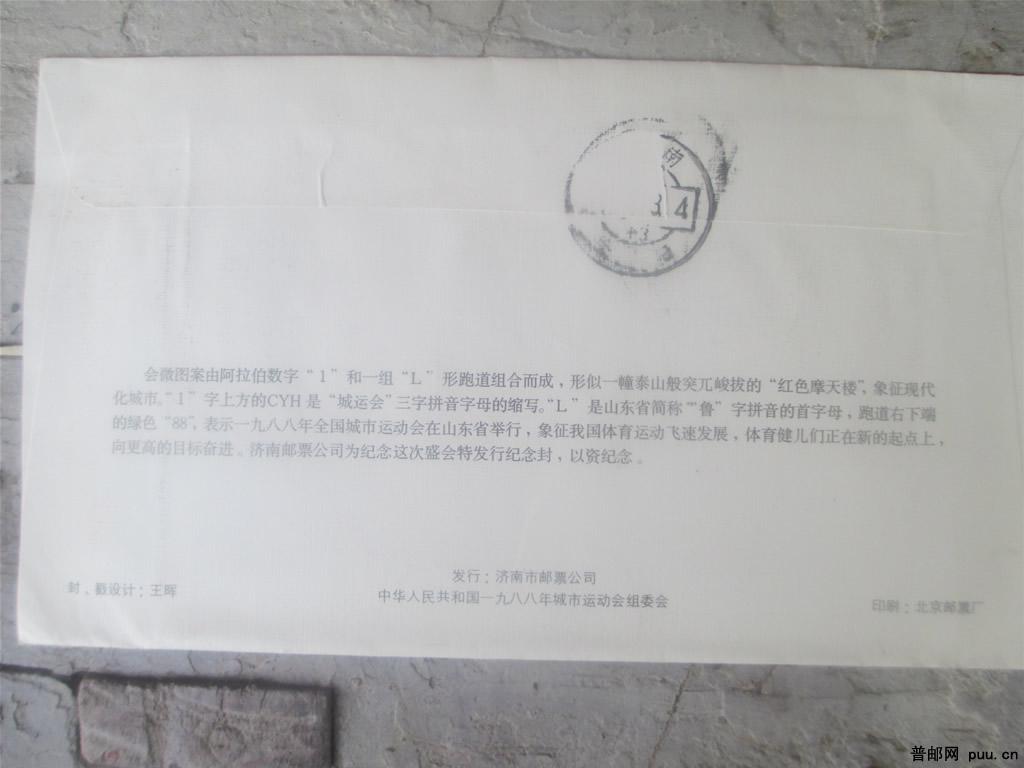 4
会徽图案由阿拉伯数字“1”和一组“L”形跑道组合而成，形似一幢泰山般突兀峻拔的“红色摩天楼”，象征现代
化城市。“1”字上方的CYH是“城运会”三字拼音字母的缩写。“L”是山东省简称“鲁”字拼音的首字母，跑道右下端
的绿色“88”，表示一九八八年全国城市运动会在山东省举行，象征我国体育运动飞速发展，体育健儿们正在新的起点上，
向更高的目标奋进。济南邮票公司为纪念这次盛会特发行纪念封，以资纪念。
发行：济南市邮票公司
封、戳设计：王晖
中华人民共和国一九八八年城市运动会组委会
印刷：北京邮票厂
普邮网 puu.cn